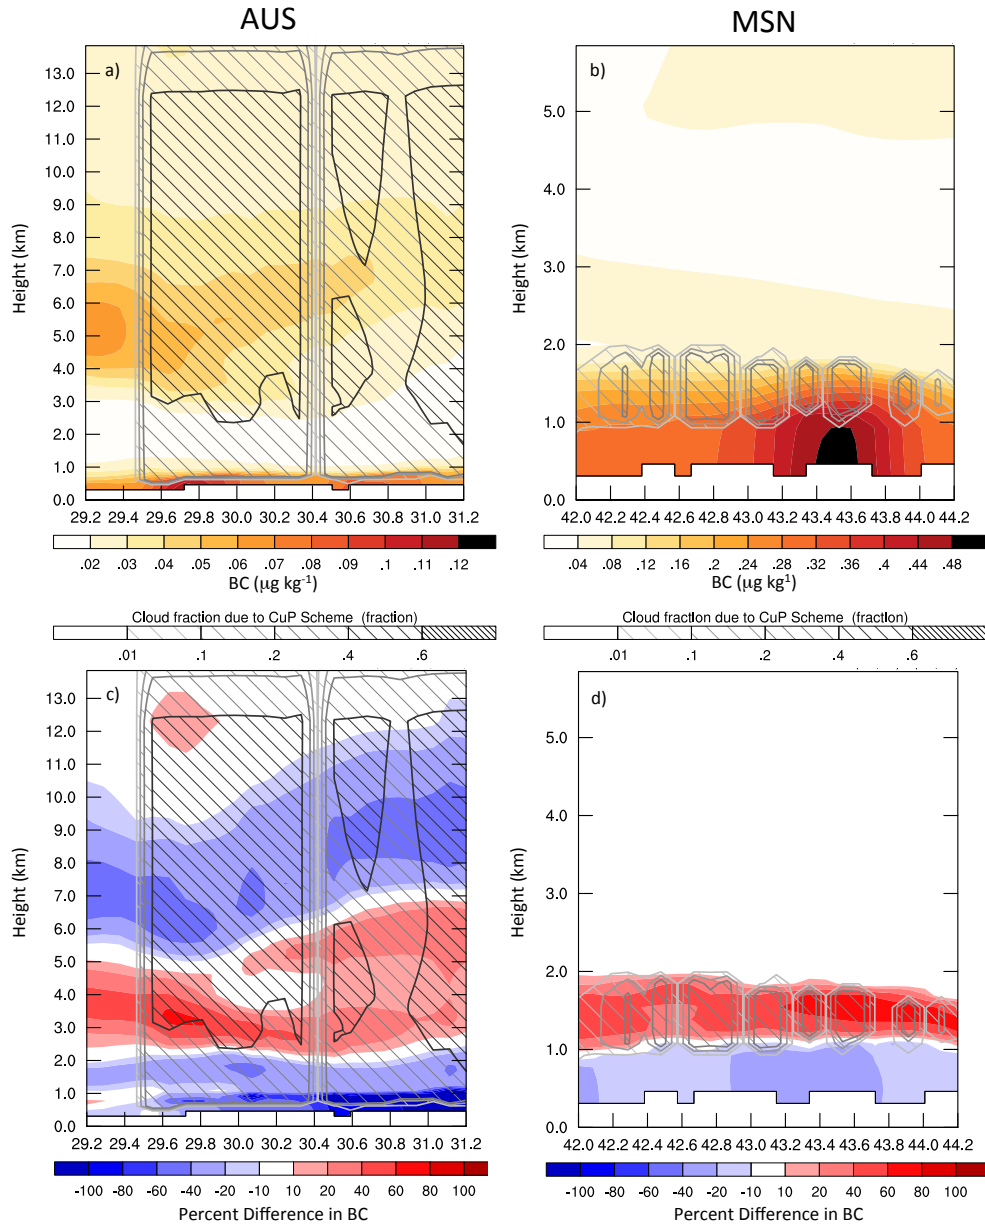 AUS MSN
a) b)
13.0
12.0
11.0
10.0
9.0
8.0
7.0
6.0
5.0
4.0
3.0
2.0
1.0
0.0
Height (km)
5.0
4.0
3.0
2.0
1.0
0.0
Height (km)
29.2 29.4 29.6 29.8 30.0 30.2 30.4 30.5 30.6 30.8 31.0 31.2
42.0 42.2 42.4 42.6 42.8 43.0 43.2 43.4 43.6 43.8 44.0 44.2
.02 .03 .04 .05 .06 .07 .08 .09 .1 .11 .12
BC (μg kg-1)
.04 .08 .12 .16 .2 .24 .28 .32 .36 .4 .44 .48
BC (μg kg1)
Cloud fraction due to CuP Scheme (fraction)
.01 .1 .2 .3 .4 .6
Cloud fraction due to CuP Scheme (fraction)
.01 .1 .2 .3 .4 .6
c) d)
13.0
12.0
11.0
10.0
9.0
8.0
7.0
6.0
5.0
4.0
3.0
2.0
1.0
0.0
Height (km)
5.0
4.0
3.0
2.0
1.0
0.0
Height (km)
29.2 29.4 29.6 29.8 30.0 30.2 30.4 30.5 30.6 30.8 31.0 31.2
42.0 42.2 42.4 42.6 42.8 43.0 43.2 43.4 43.6 43.8 44.0 44.2
-100 -80 -60 -40 -20 -10 10 20 40 60 80 100
Percent Difference in BC
-100 -80 -60 -40 -20 -10 10 20 40 60 80 100
Percent Difference in BC